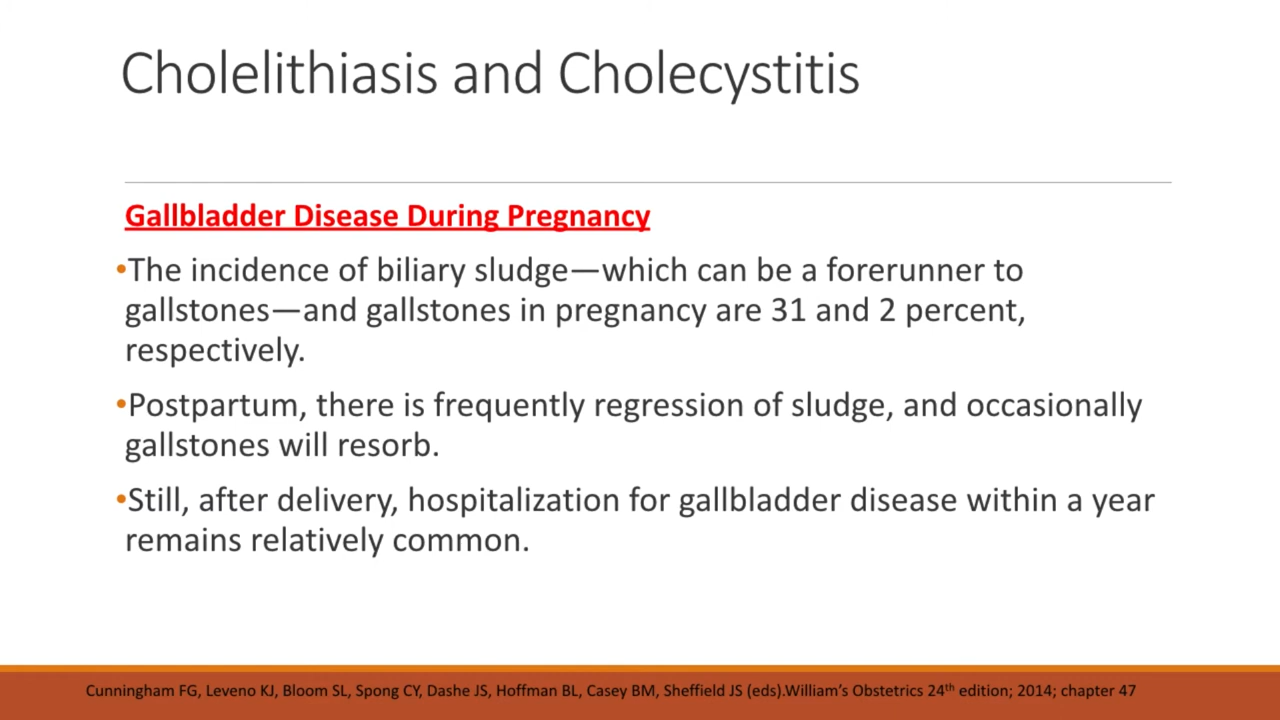 Cholelithiasis and Cholecystitis
Gallbladder Disease During Pregnancy
•The incidence of biliary sludge—which can be a forerunner to
gallstones—and gallstones in pregnancy are 31 and 2 percent,
respectively.
•Postpartum, there is frequently regression of sludge, and occasionally
gallstones will resorb.
•Still, after delivery, hospitalization for gallbladder disease within a year
remains relatively common.
Cunningham FG, Leveno KJ, Bloom SL, Spong CY, Dashe JS, Hoffman BL, Casey BM, Sheffield JS (eds).William’s Obstetrics 24th edition; 2014; chapter 47